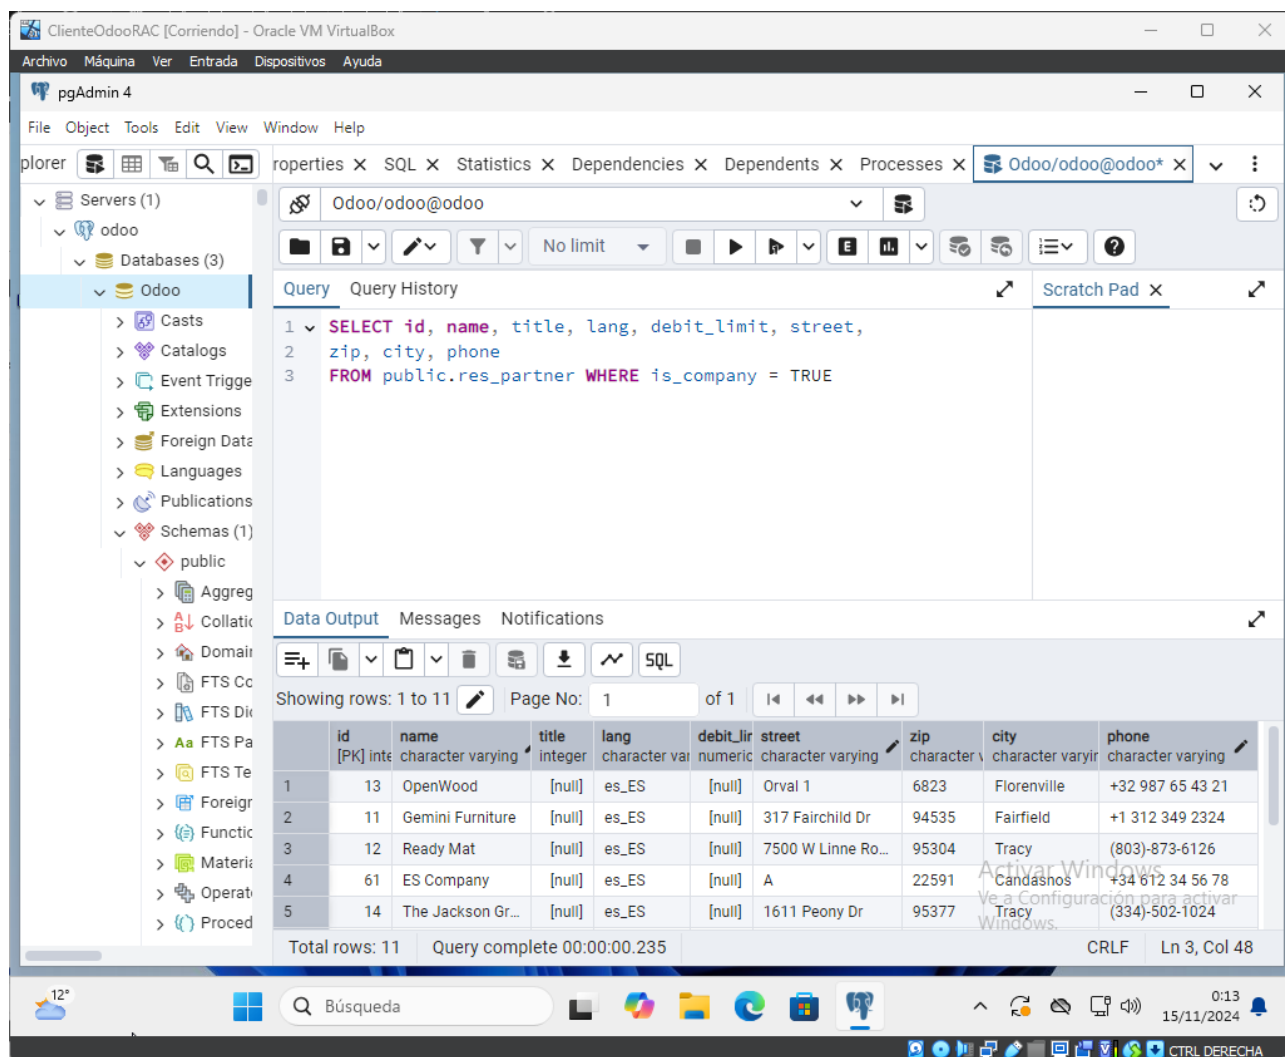 ClienteOdooRAC [Corriendo] - Oracle VM VirtualBox
Archivo Máquina Ver Entrada Dispositivos Ayuda
pgAdmin 4
File Object Tools Edit View Window Help
plorer
roperties SQL Statistics Dependencies Dependents Processes Odoo/odoo@odoo*
Servers (1)
Odoo/odoo@odoo
odoo
No limit
Databases (3)
Odoo
Query Query History Scratch Pad
Casts
1 SELECT id, name, title, lang, debit_limit, street,
Catalogs
2 zip, city, phone
Event Trigge
3 FROM public.res_partner WHERE is_company = TRUE
Extensions
Foreign Data
Languages
Publications
Schemas (1)
public
Aggreg
Collatio
Domair
FTS Co
FTS Dic
Aa FTS Pa
FTS Te
Foreigr
Functio
Materia
Operato
Proced
Data Output Messages Notifications
SQL
Showing rows: 1 to 11 Page No: 1 of 1
id name title lang debit_lir street zip city phone
[PK] inte character varying integer character var numeric character varying character v character varyir character varying
1 13 OpenWood [null] es_ES [null] Orval 1 6823 Florenville +32 987 65 43 21
2 11 Gemini Furniture [null] es_ES [null] 317 Fairchild Dr 94535 Fairfield +1 312 349 2324
3 12 Ready Mat [null] es_ES [null] 7500 W Linne Ro... 95304 Tracy (803)-873-6126
4 61 ES Company [null] es_ES [null] A 22591 Candasnos +34 612 34 56 78
5 14 The Jackson Gr... [null] es_ES [null] 1611 Peony Dr 95377 Tracy (334)-502-1024
Activar Windows
Ve a Configuración para activar
Windows.
Total rows: 11 Query complete 00:00:00.235 CRLF Ln 3, Col 48
12°
Búsqueda
0:13
15/11/2024
CTRL DERECHA